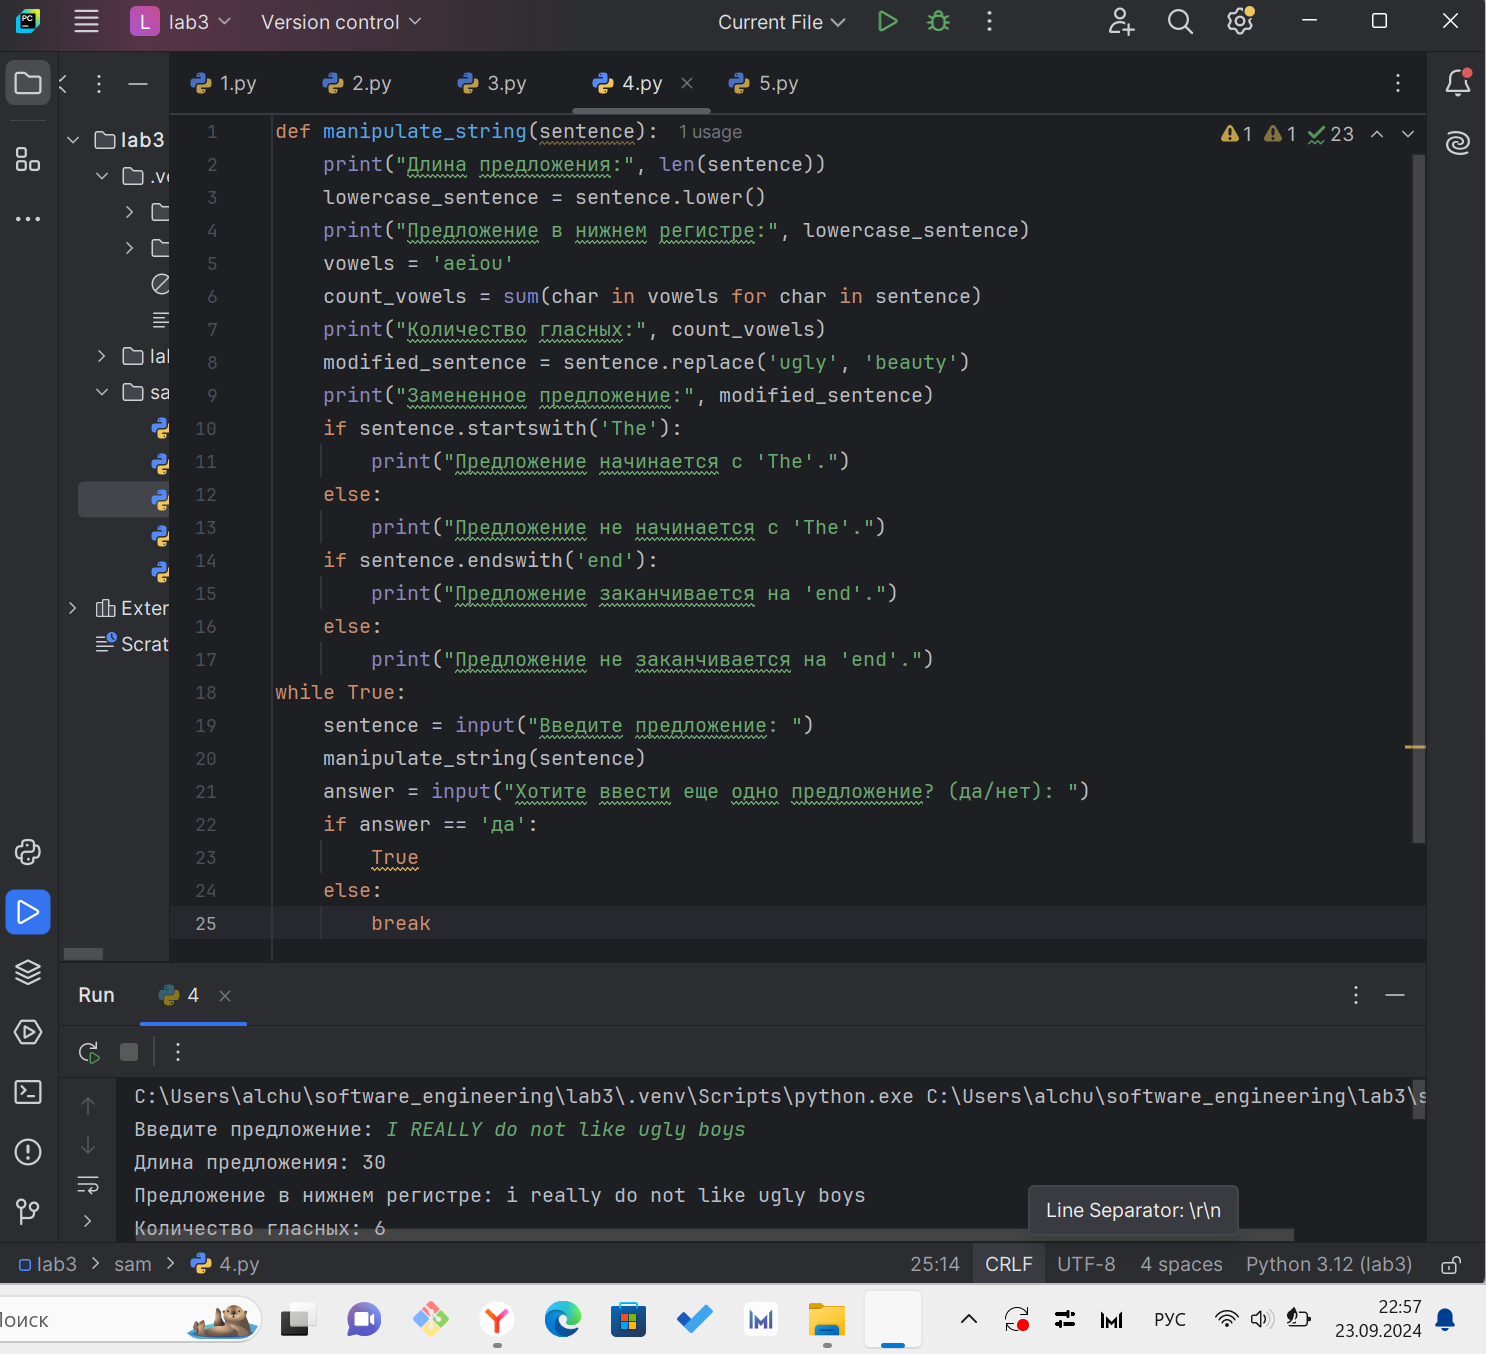 PC
L lab3 Version control Current File
1.py 2.py 3.py 4.py 5.py
lab3
.ve
lal
sa
Exter
Scrat
1 def manipulate_string(sentence): 1 usage
1 1 23
2 print("Длина предложения:", len(sentence))
3 lowercase_sentence = sentence.lower()
4 print("Предложение в нижнем регистре:", lowercase_sentence)
5 vowels = 'aeiou'
6 count_vowels = sum(char in vowels for char in sentence)
7 print("Количество гласных:", count_vowels)
8 modified_sentence = sentence.replace('ugly', 'beauty')
9 print("Замененное предложение:", modified_sentence)
10 if sentence.startswith('The'):
11 print("Предложение начинается с 'The'.")
12 else:
13 print("Предложение не начинается с 'The'.")
14 if sentence.endswith('end'):
15 print("Предложение заканчивается на 'end'.")
16 else:
17 print("Предложение не заканчивается на 'end'.")
18 while True:
19 sentence = input("Введите предложение: ")
20 manipulate_string(sentence)
21 answer = input("Хотите ввести еще одно предложение? (да/нет): ")
22 if answer == 'да':
23 True
24 else:
25 break
Run 4
C:\Users\alchu\software_engineering\lab3\.venv\Scripts\python.exe C:\Users\alchu\software_engineering\lab3\s
Введите предложение: I REALLY do not like ugly boys
Длина предложения: 30
Предложение в нижнем регистре: i really do not like ugly boys
Количество гласных: 6
Line Separator: \r\n
lab3 > sam > 4.py 25:14 CRLF UTF-8 4 spaces Python 3.12 (lab3)
Поиск РУС 22:57
23.09.2024